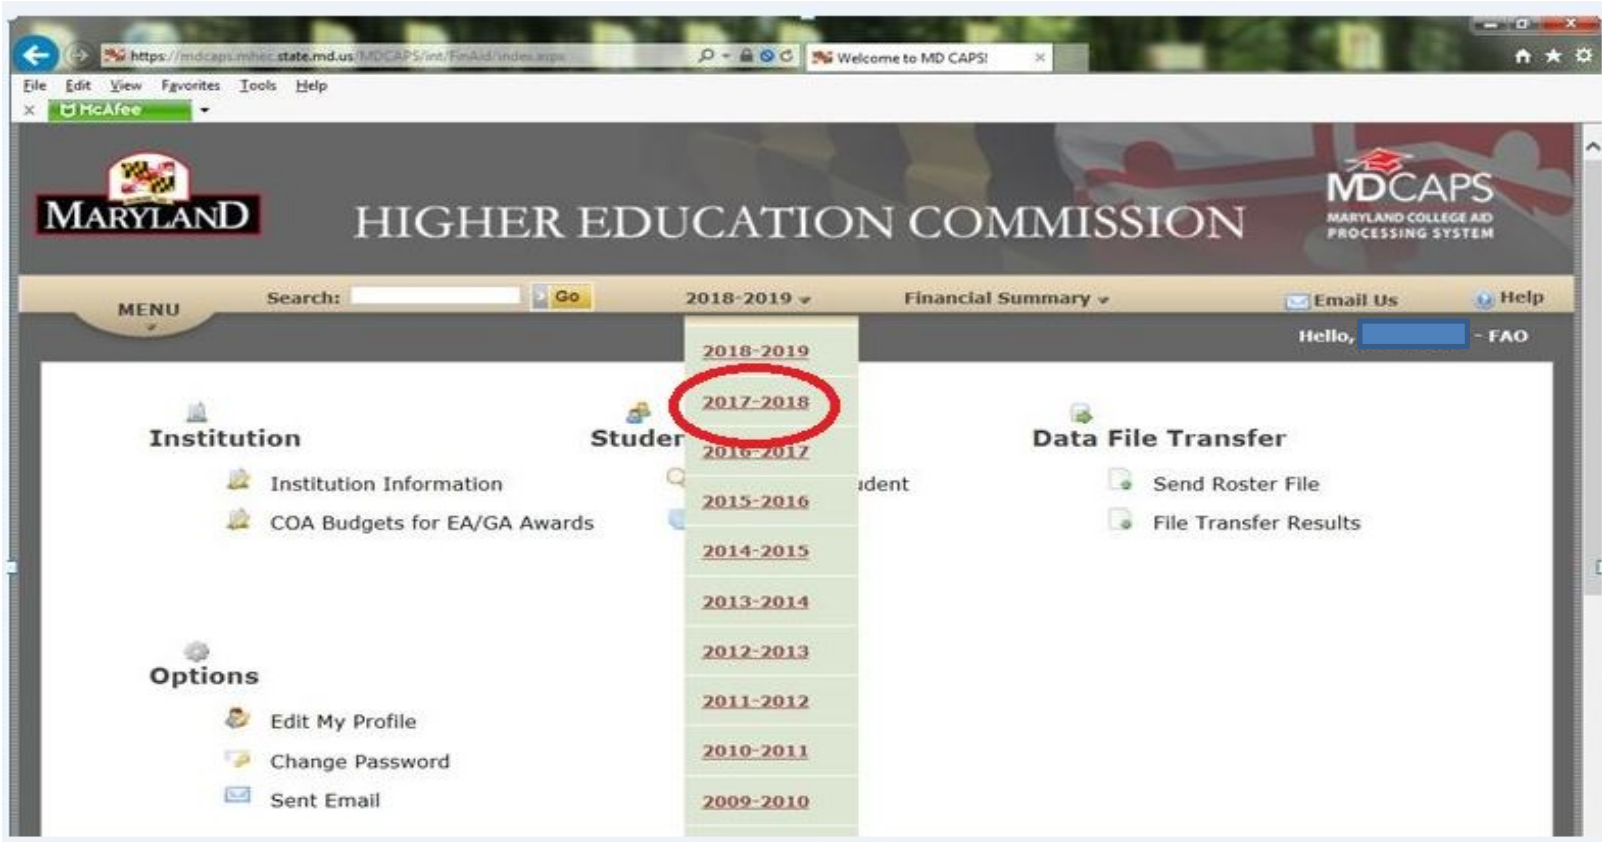 https://mdcaps.mhec.state.md.us/MDCAPS/int/FinAid/index.aspx
Welcome to MD CAPS!
File Edit View Favorites Tools Help
McAfee
MARYLAND
HIGHER EDUCATION COMMISSION
MDCAPS
MARYLAND COLLEGE AID
PROCESSING SYSTEM
MENU
Search:
Go
2018-2019
Financial Summary
Email Us
Help
Hello, - FAO
2018-2019
2017-2018
2016-2017
2015-2016
2014-2015
2013-2014
2012-2013
2011-2012
2010-2011
2009-2010
Institution
Institution Information
COA Budgets for EA/GA Awards
Studen
udent
Data File Transfer
Send Roster File
File Transfer Results
Options
Edit My Profile
Change Password
Sent Email